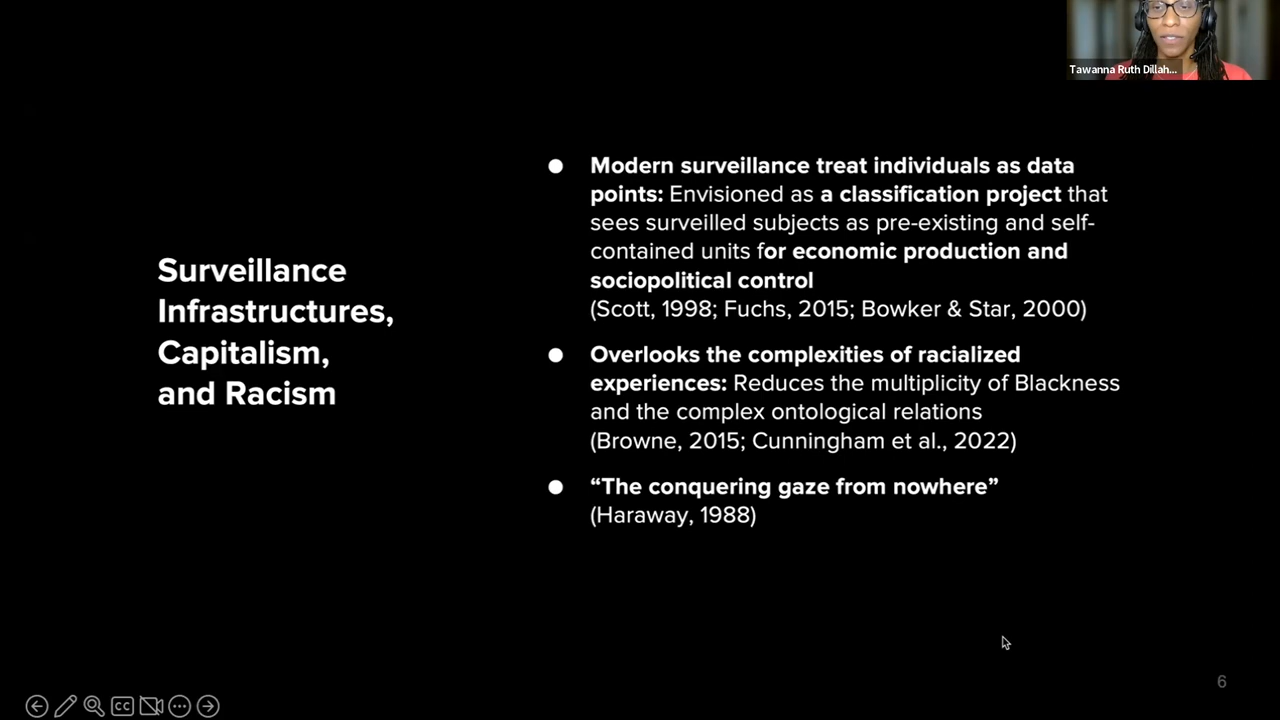 Tawanna Ruth Dillah...
Surveillance
Infrastructures,
Capitalism,
and Racism
● Modern surveillance treat individuals as data
points: Envisioned as a classification project that
sees surveilled subjects as pre-existing and self-
contained units for economic production and
sociopolitical control
(Scott, 1998; Fuchs, 2015; Bowker & Star, 2000)
● Overlooks the complexities of racialized
experiences: Reduces the multiplicity of Blackness
and the complex ontological relations
(Browne, 2015; Cunningham et al., 2022)
● “The conquering gaze from nowhere”
(Haraway, 1988)
6
CC